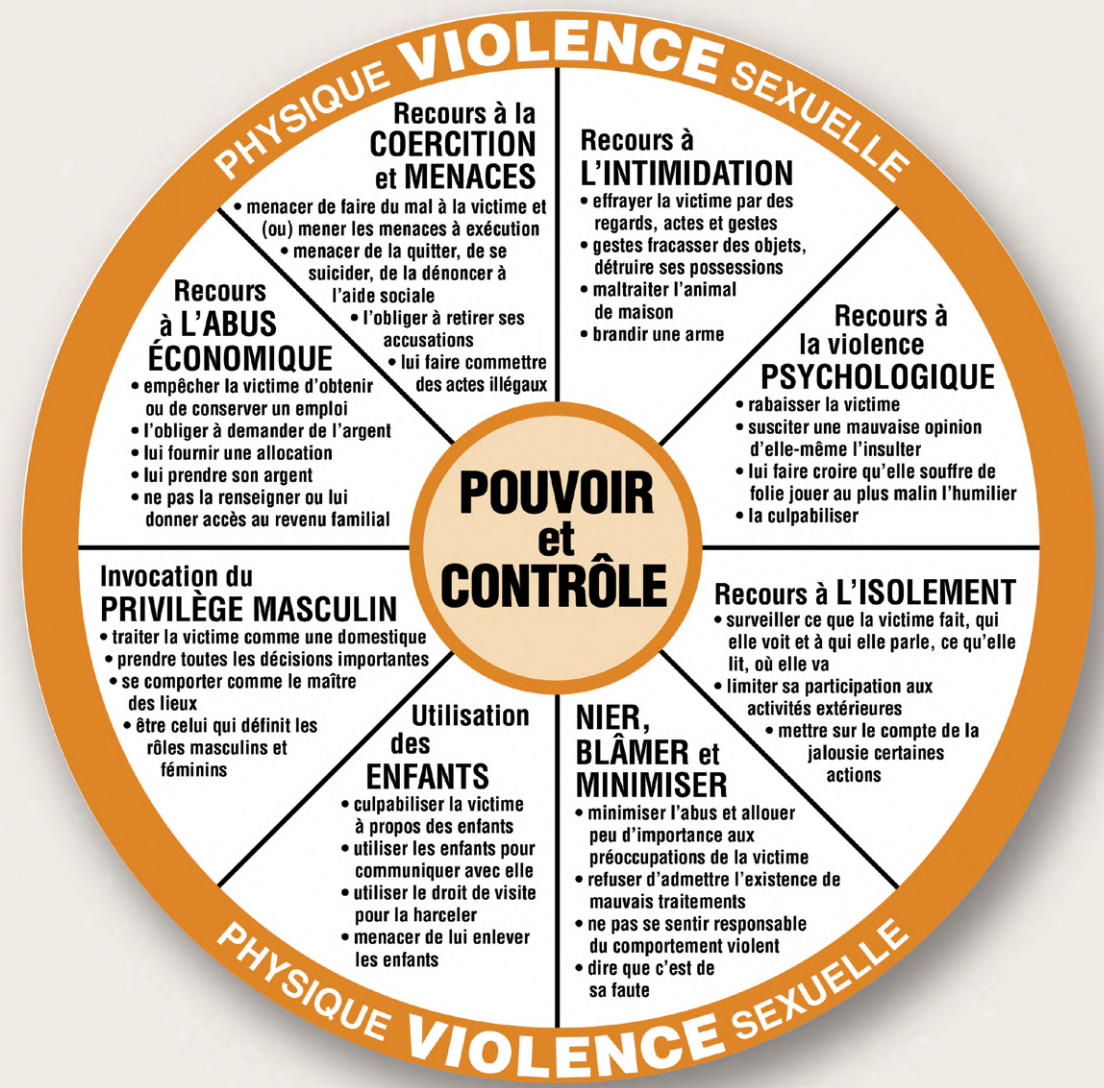 PHYSIQUE VIOLENCE SEXUELLE
Recours à la
COERCITION
et MENACES
• menacer de faire du mal à la victime et
(ou) mener les menaces à exécution
• menacer de la quitter, de se
suicider, de la dénoncer à
l'aide sociale
• l'obliger à retirer ses
accusations
• lui faire commettre
des actes illégaux
Recours à
L'INTIMIDATION
• effrayer la victime par des
regards, actes et gestes
• gestes fracasser des objets,
détruire ses possessions
• maltraiter l'animal
de maison
• brandir une arme
Recours à
la violence
PSYCHOLOGIQUE
• rabaisser la victime
• susciter une mauvaise opinion
d'elle-même l'insulter
• lui faire croire qu'elle souffre de
folie jouer au plus malin l'humilier
• la culpabiliser
Recours à L'ISOLEMENT
• surveiller ce que la victime fait, qui
elle voit et à qui elle parle, ce qu'elle
lit, où elle va
• limiter sa participation aux
activités extérieures
• mettre sur le compte de la
jalousie certaines
actions
NIER,
BLÂMER et
MINIMISER
• minimiser l'abus et allouer
peu d'importance aux
préoccupations de la victime
• refuser d'admettre l'existence de
mauvais traitements
• ne pas se sentir responsable
du comportement violent
• dire que c'est de
sa faute
Utilisation
des
ENFANTS
• culpabiliser la victime
à propos des enfants
• utiliser les enfants pour
communiquer avec elle
• utiliser le droit de visite
pour la harceler
• menacer de lui enlever
les enfants
Invocation du
PRIVILÈGE MASCULIN
• traiter la victime comme une domestique
• prendre toutes les décisions importantes
• se comporter comme le maître
des lieux
• être celui qui définit les
rôles masculins et
féminins
Recours
à L'ABUS
ÉCONOMIQUE
• empêcher la victime d'obtenir
ou de conserver un emploi
• l'obliger à demander de l'argent
• lui fournir une allocation
• lui prendre son argent
• ne pas la renseigner ou lui
donner accès au revenu familial
POUVOIR
et
CONTRÔLE
PHYSIQUE VIOLENCE SEXUELLE